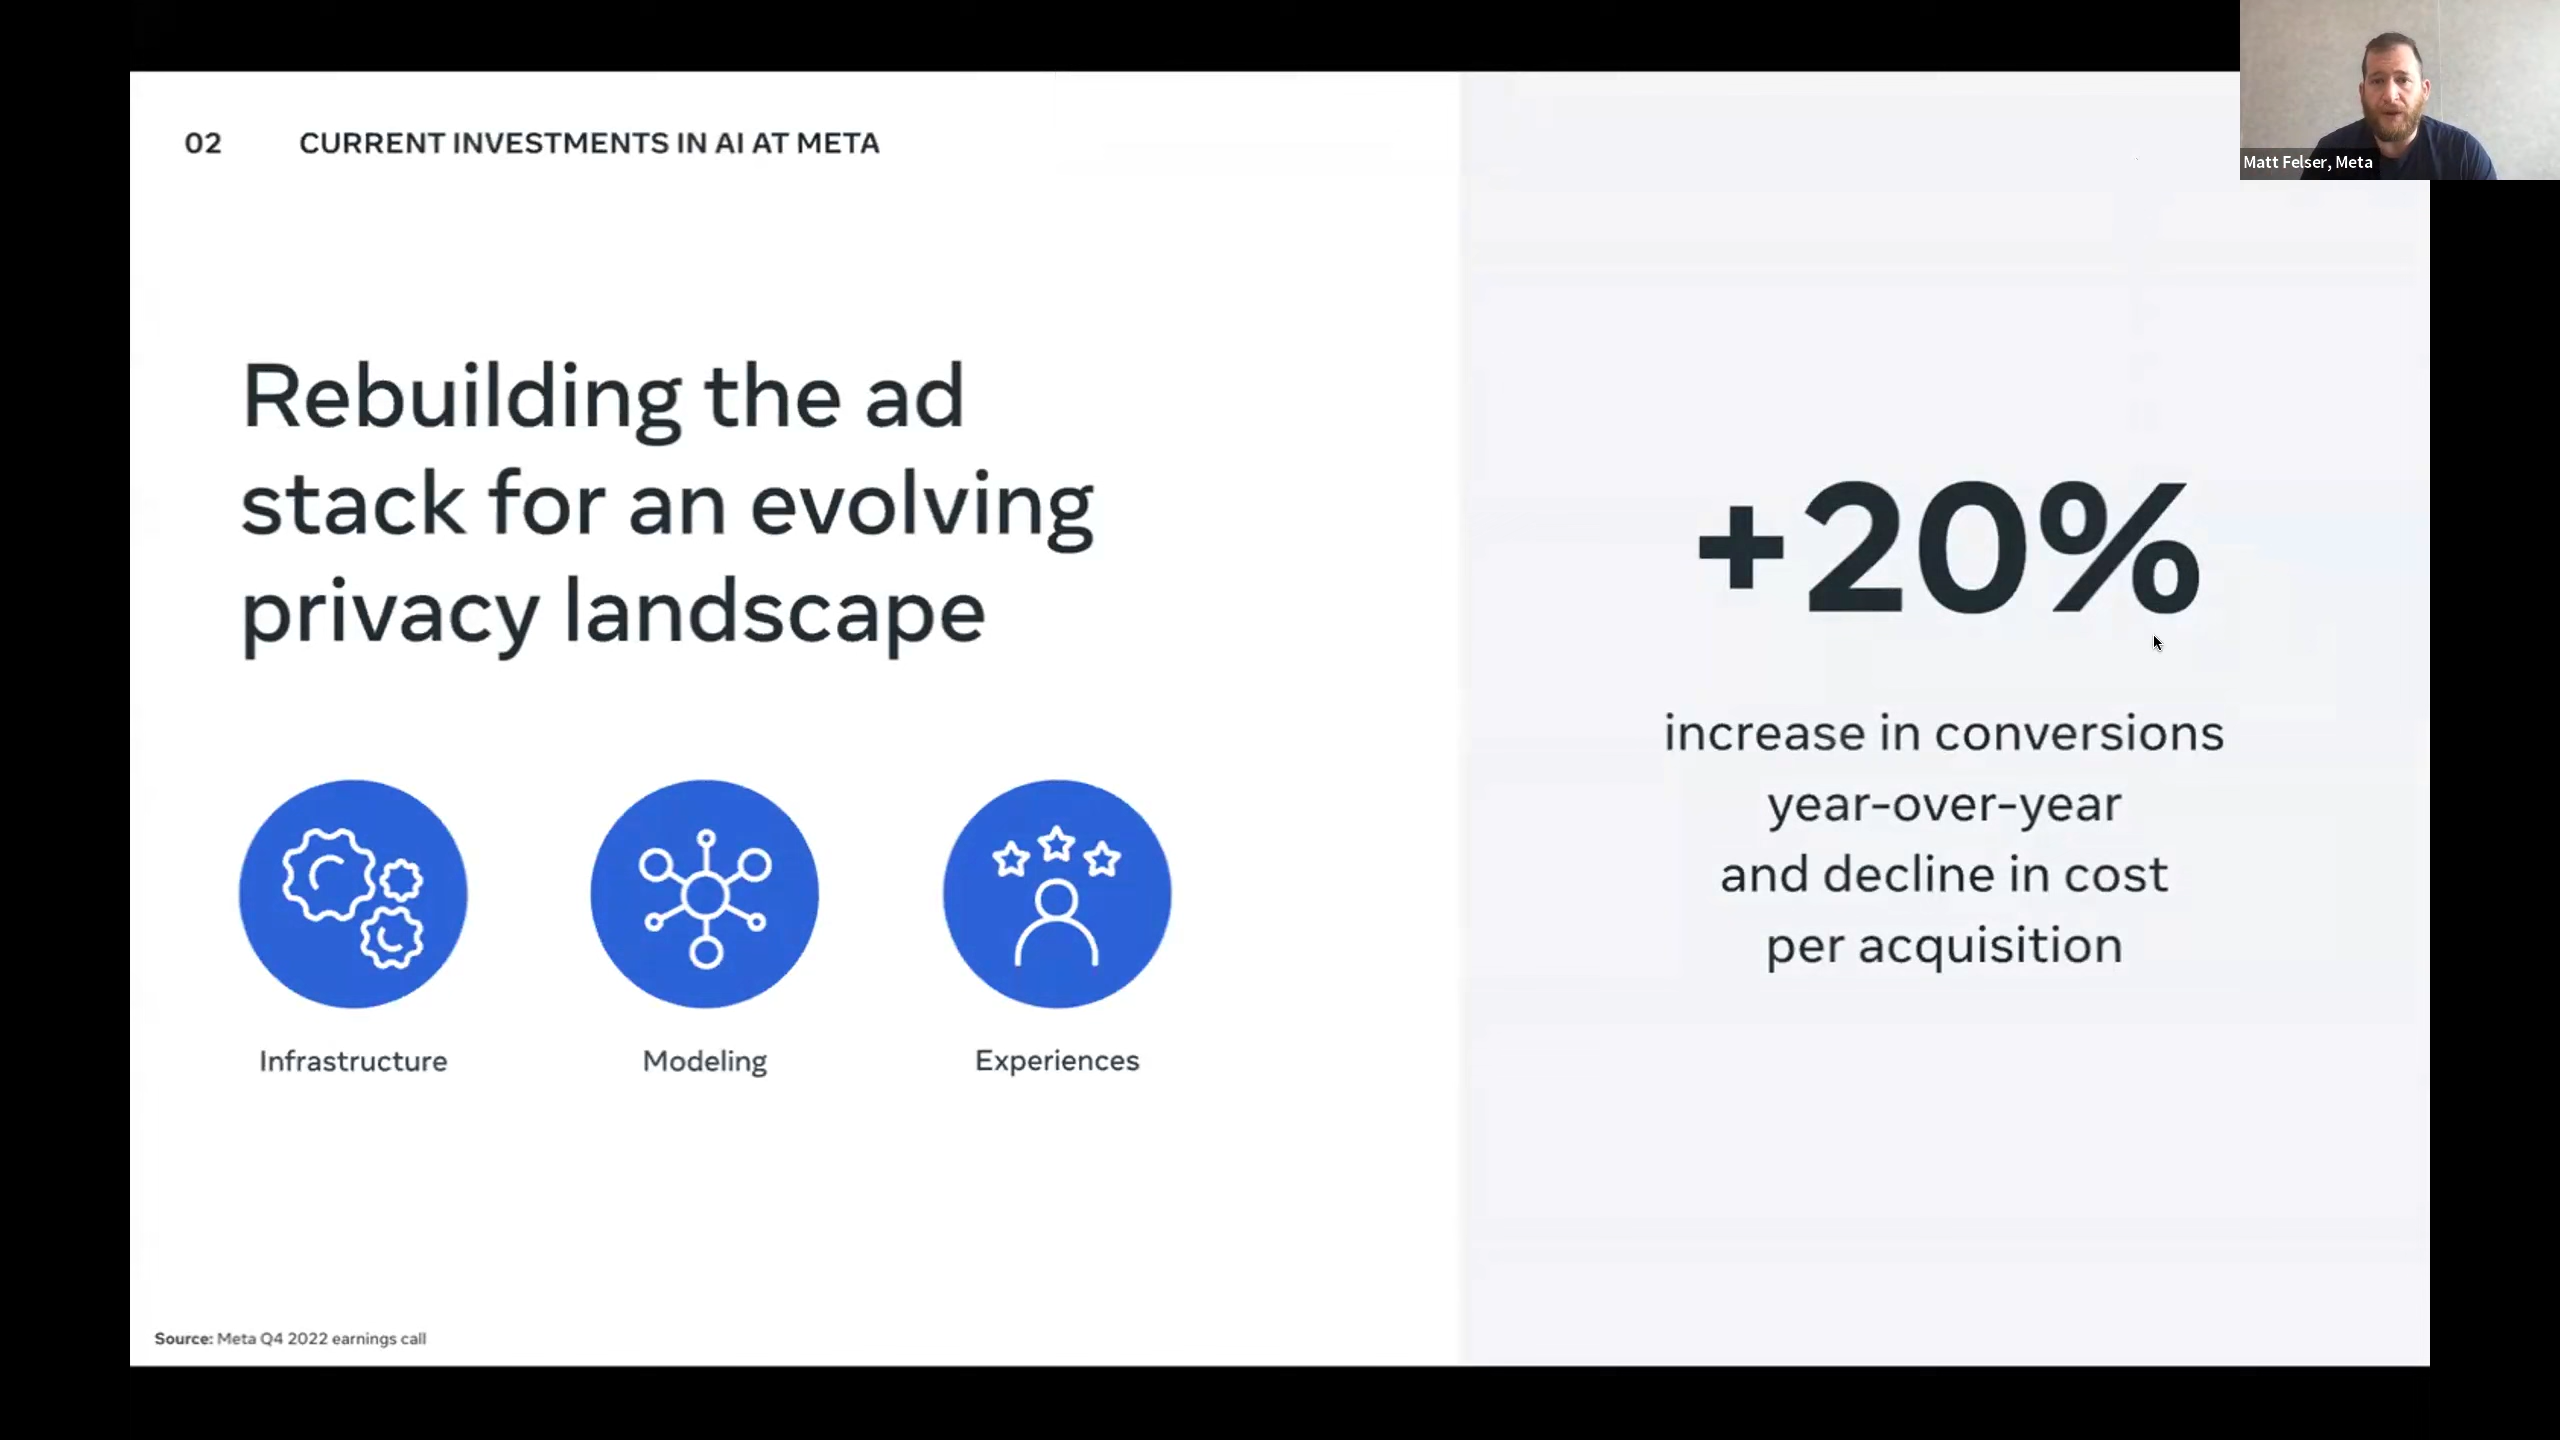 02 CURRENT INVESTMENTS IN AI AT META
Matt Felser, Meta
Rebuilding the ad
stack for an evolving
privacy landscape
Infrastructure
Modeling
Experiences
+20%
increase in conversions
year-over-year
and decline in cost
per acquisition
Source: Meta Q4 2022 earnings call